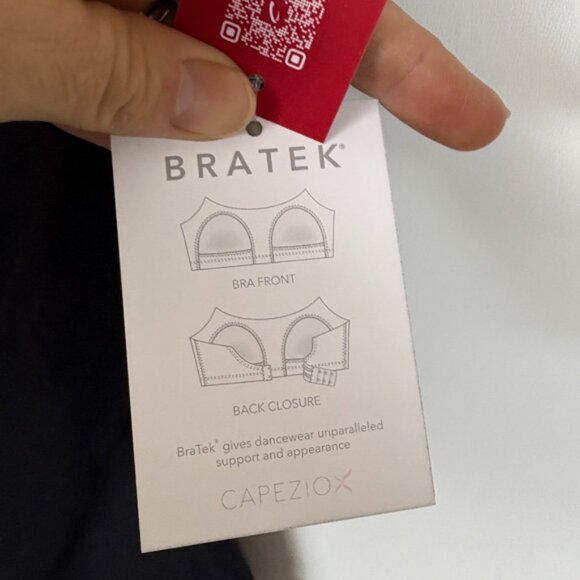 BRATEK®
BRA FRONT
BACK CLOSURE
BraTek® gives dancewear unparalleled
support and appearance
CAPEZIO